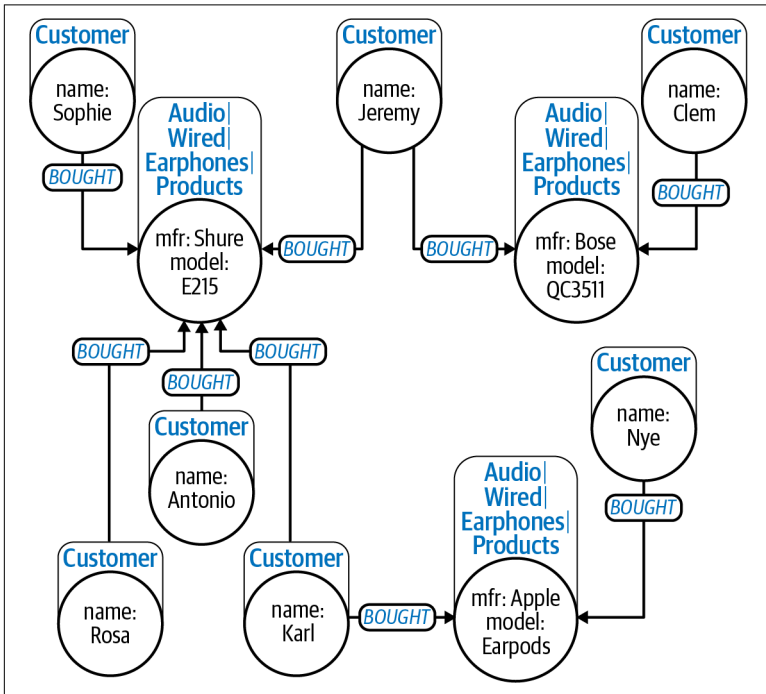 Customer
name:
Sophie
BOUGHT
Audio|
Wired|
Earphones|
Products
mfr: Shure
model:
E215
Customer
name:
Jeremy
BOUGHT
BOUGHT
Audio|
Wired|
Earphones|
Products
mfr: Bose
model:
QC3511
Customer
name:
Clem
BOUGHT
BOUGHT
BOUGHT
BOUGHT
Customer
name:
Antonio
Customer
name:
Rosa
Customer
name:
Karl
BOUGHT
Audio|
Wired|
Earphones|
Products
mfr: Apple
model:
Earpods
Customer
name:
Nye
BOUGHT